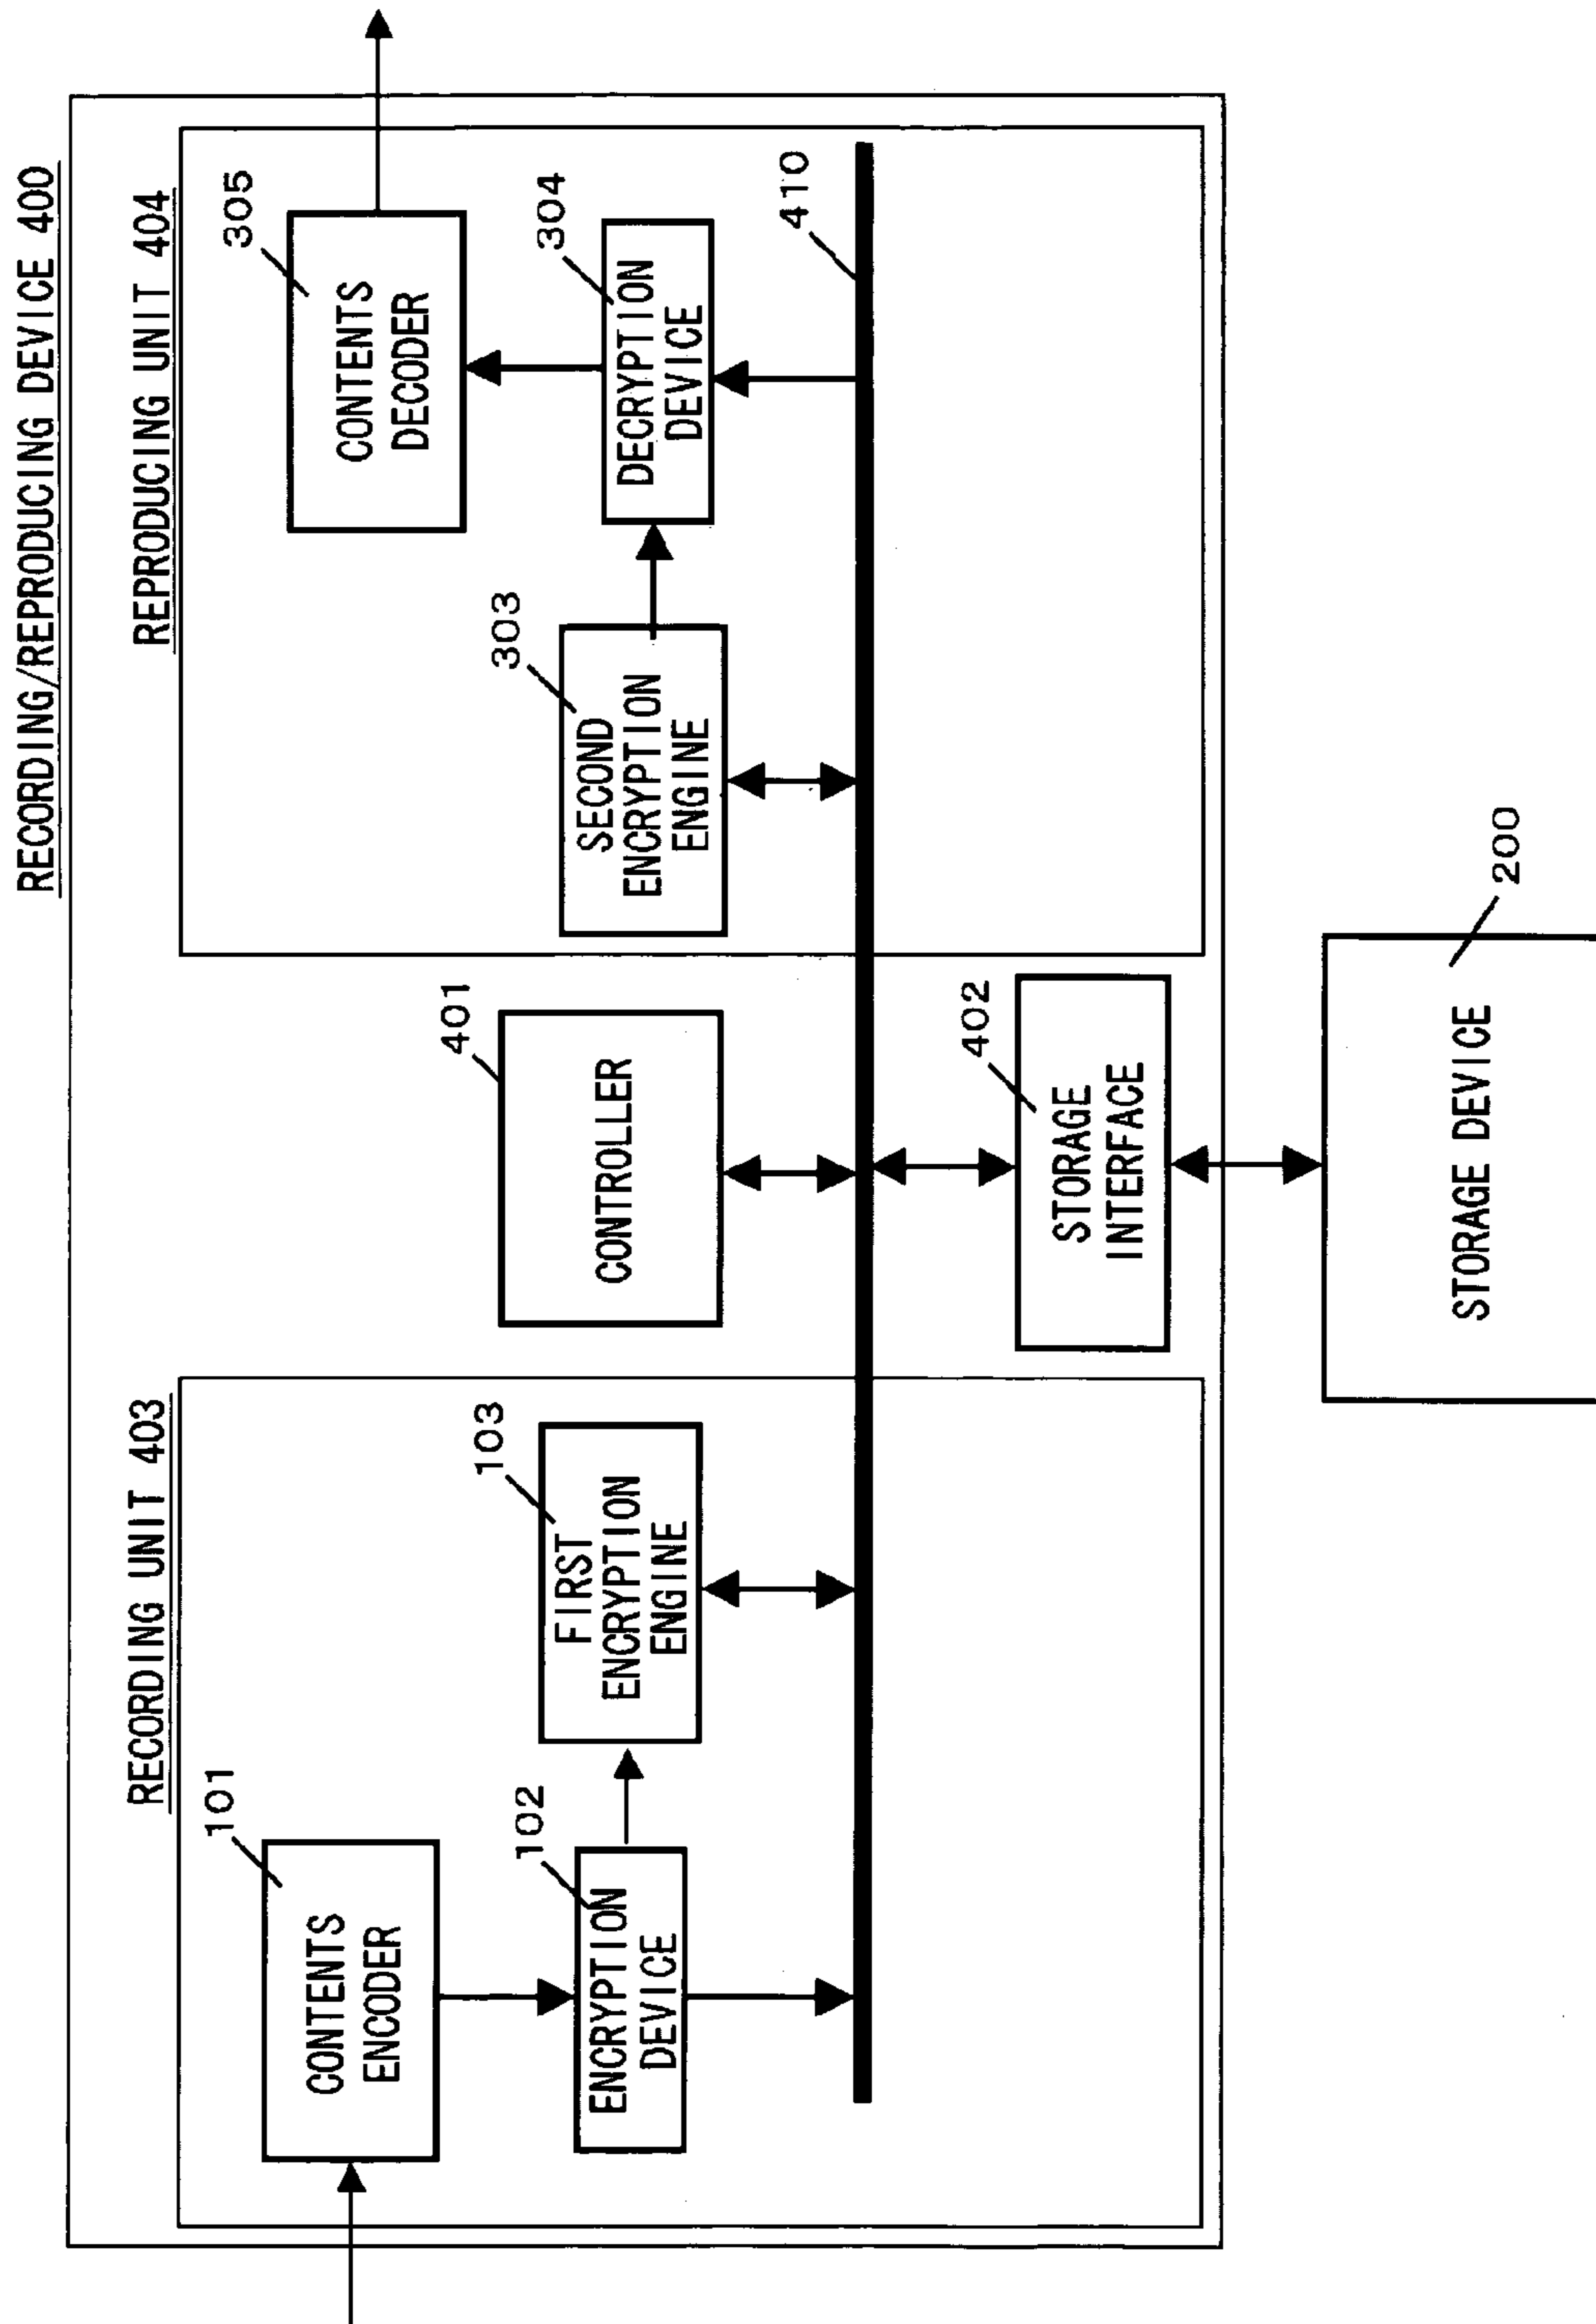 RECORDING/REPRODUCING DEVICE 400
RECORDING UNIT 403
REPRODUCING UNIT 404
101
CONTENTS
ENCODER
102
ENCRYPTION
DEVICE
103
FIRST
ENCRYPTION
ENGINE
401
CONTROLLER
402
STORAGE
INTERFACE
303
SECOND
ENCRYPTION
ENGINE
305
CONTENTS
DECODER
304
DECRYPTION
DEVICE
410
200
STORAGE DEVICE